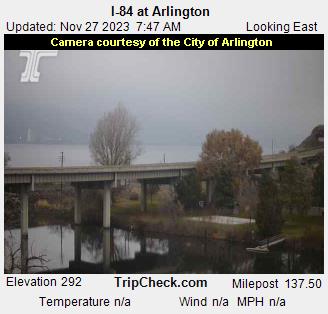 I-84 at Arlington
Updated: Nov 27 2023 7:47 AM Looking East
Camera courtesy of the City of Arlington
Elevation 292 TripCheck.com Milepost 137.50
Temperature n/a Wind n/a MPH n/a